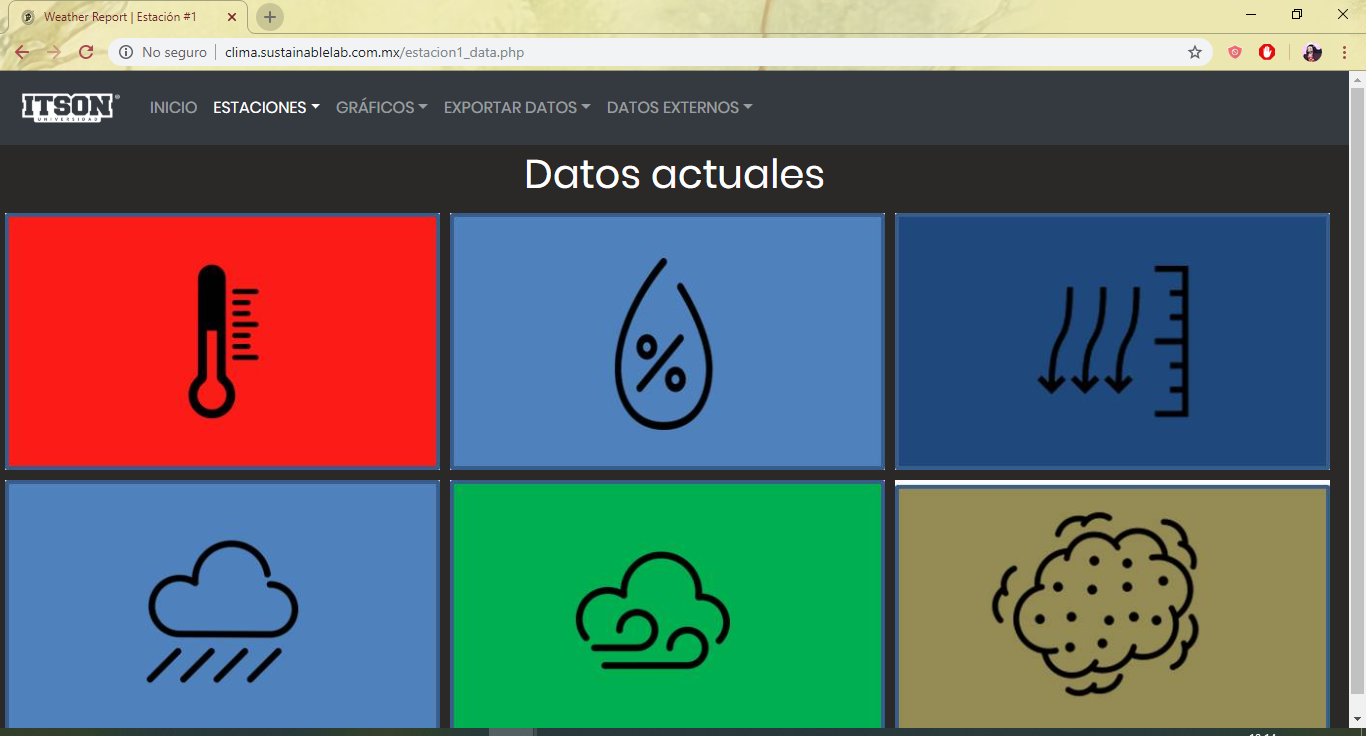 Weather Report | Estación #1
No seguro
clima.sustainablelab.com.mx/estacion1_data.php
ITSON
UNIVERSIDAD
INICIO
ESTACIONES
GRÁFICOS
EXPORTAR DATOS
DATOS EXTERNOS
Datos actuales
%